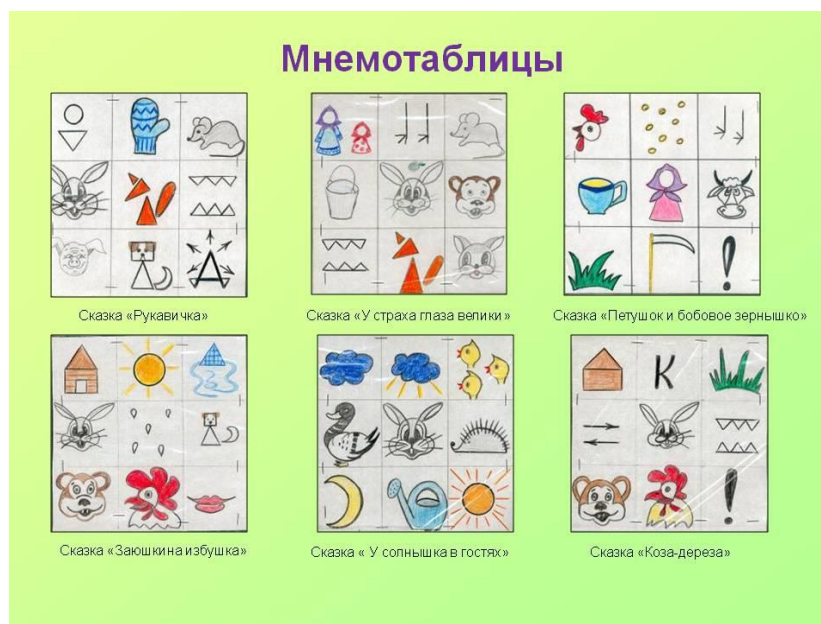 Мнемотаблицы
Сказка «Рукавичка»
Сказка «У страха глаза велики»
Сказка «Петушок и бобовое зернышко»
К
Сказка «Заюшкина избушка»
Сказка « У солнышка в гостях»
Сказка «Коза-дереза»